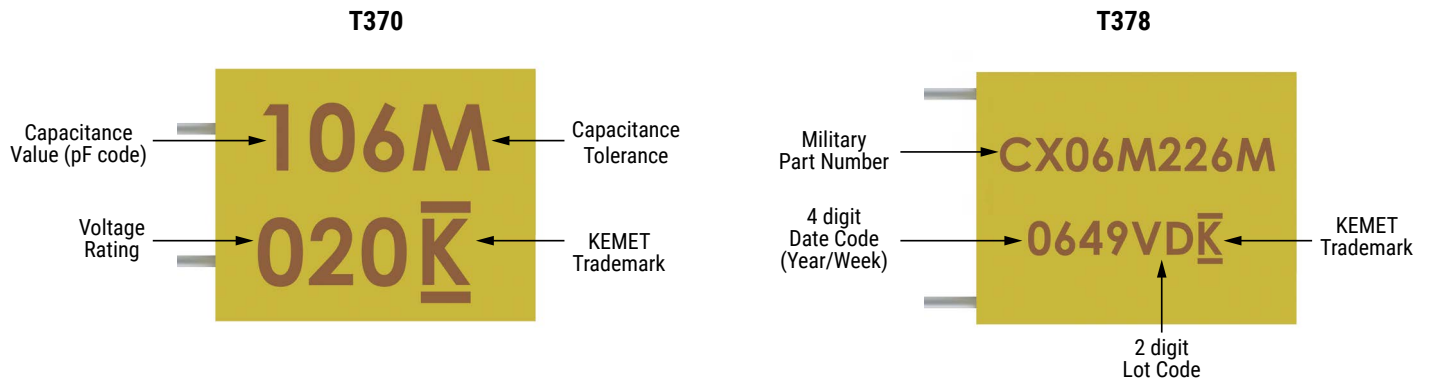 T370
Capacitance
Value (pF code)
106M
Capacitance
Tolerance
Voltage
Rating
020K
KEMET
Trademark
T378
Military
Part Number
CX06M226M
4 digit
Date Code
(Year/Week)
0649VDK
KEMET
Trademark
2 digit
Lot Code